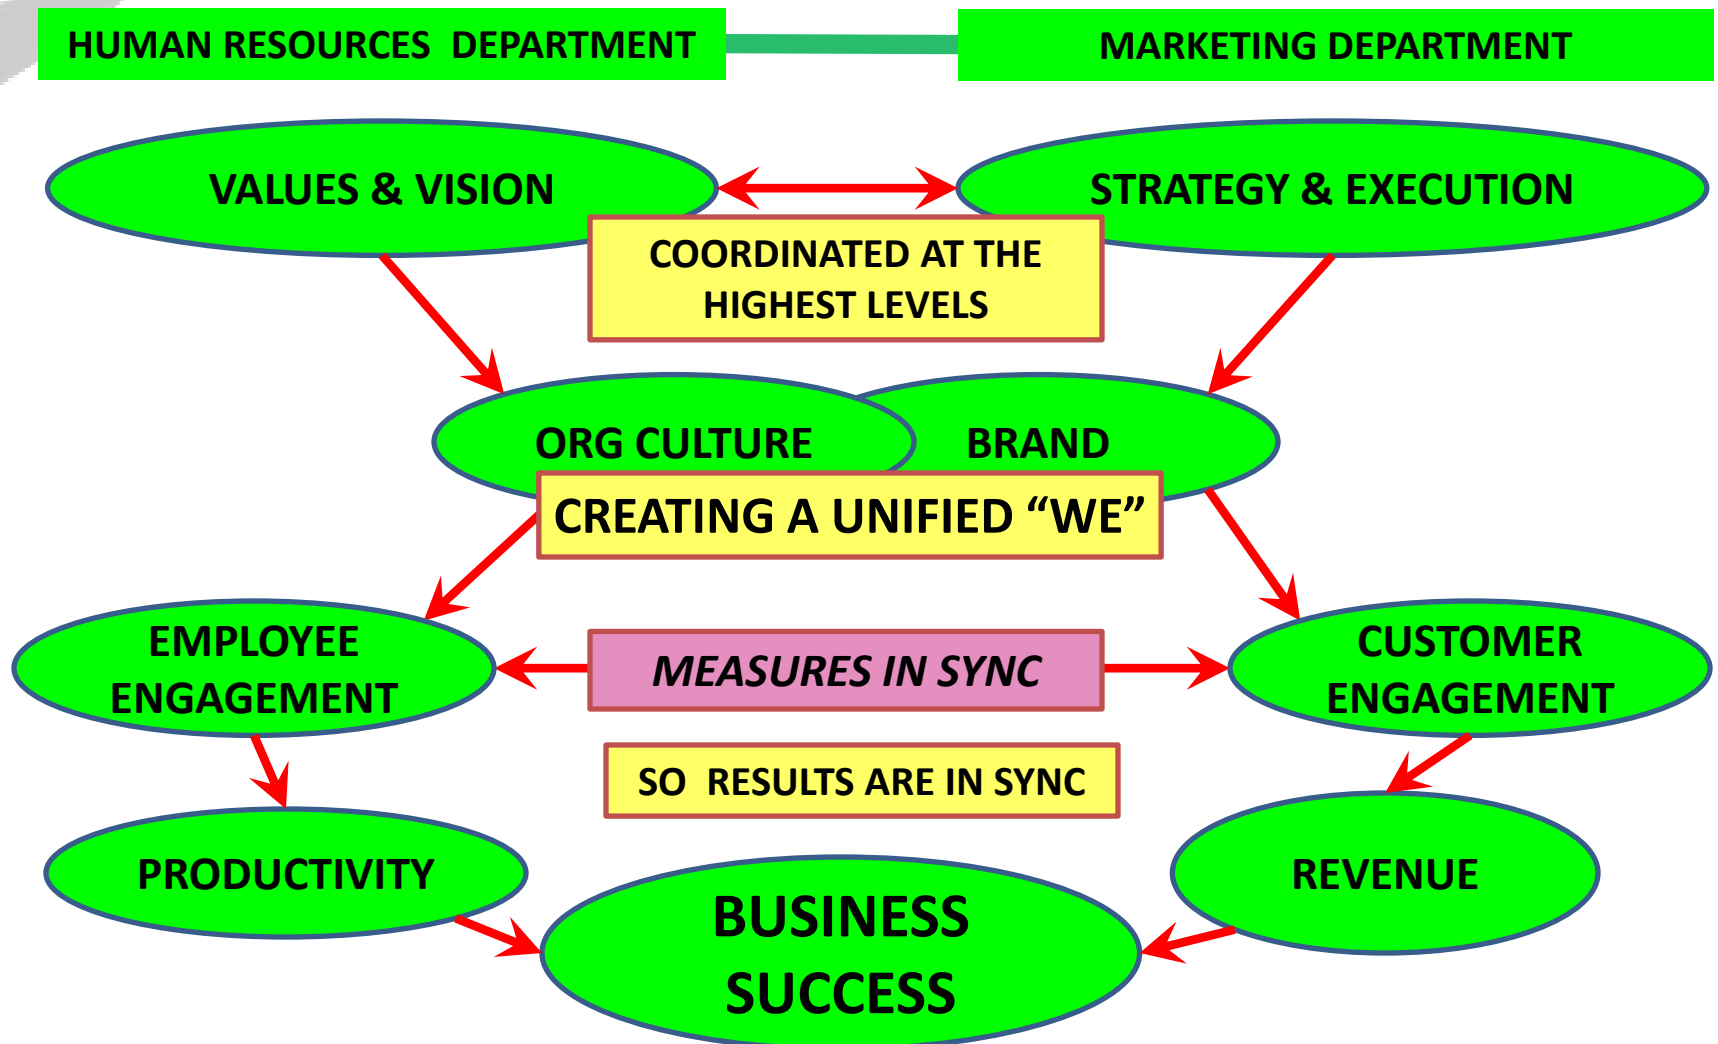 HUMAN RESOURCES  DEPARTMENT
MARKETING DEPARTMENT
VALUES & VISION
STRATEGY & EXECUTION
COORDINATED AT THE
HIGHEST LEVELS
ORG CULTURE
BRAND
CREATING A UNIFIED “WE”
EMPLOYEE
ENGAGEMENT
MEASURES IN SYNC
CUSTOMER
ENGAGEMENT
SO  RESULTS ARE IN SYNC
PRODUCTIVITY
REVENUE
BUSINESS
SUCCESS